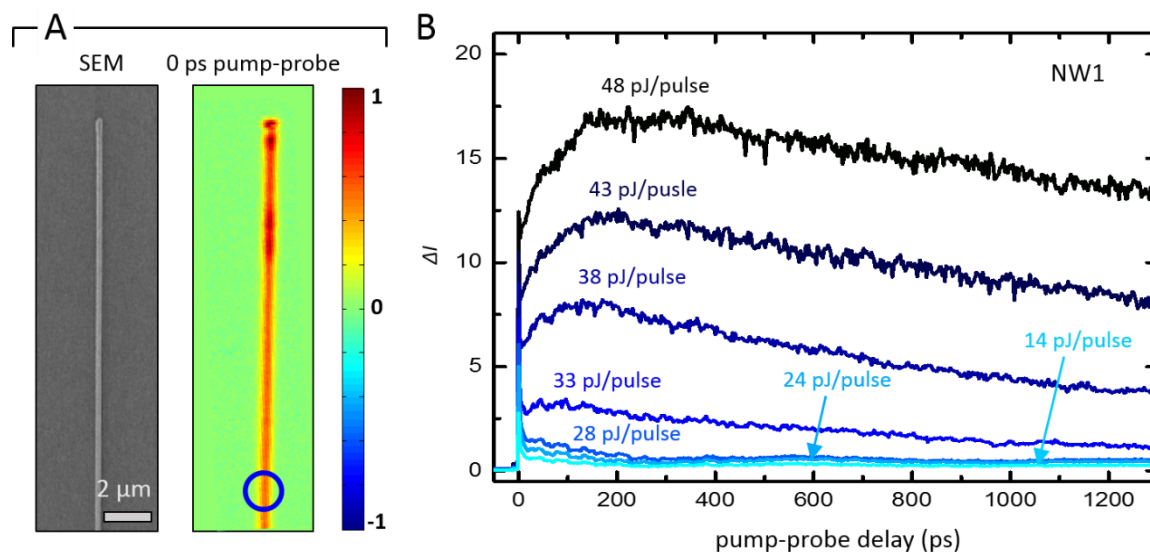 A
SEM
0 ps pump-probe
1
0
-1
2 μm
B
NW1
20
15
10
5
0
ΔI
48 pJ/pulse
43 pJ/pusle
38 pJ/pulse
33 pJ/pulse
28 pJ/pulse
24 pJ/pulse
14 pJ/pulse
0 200 400 600 800 1000 1200
pump-probe delay (ps)